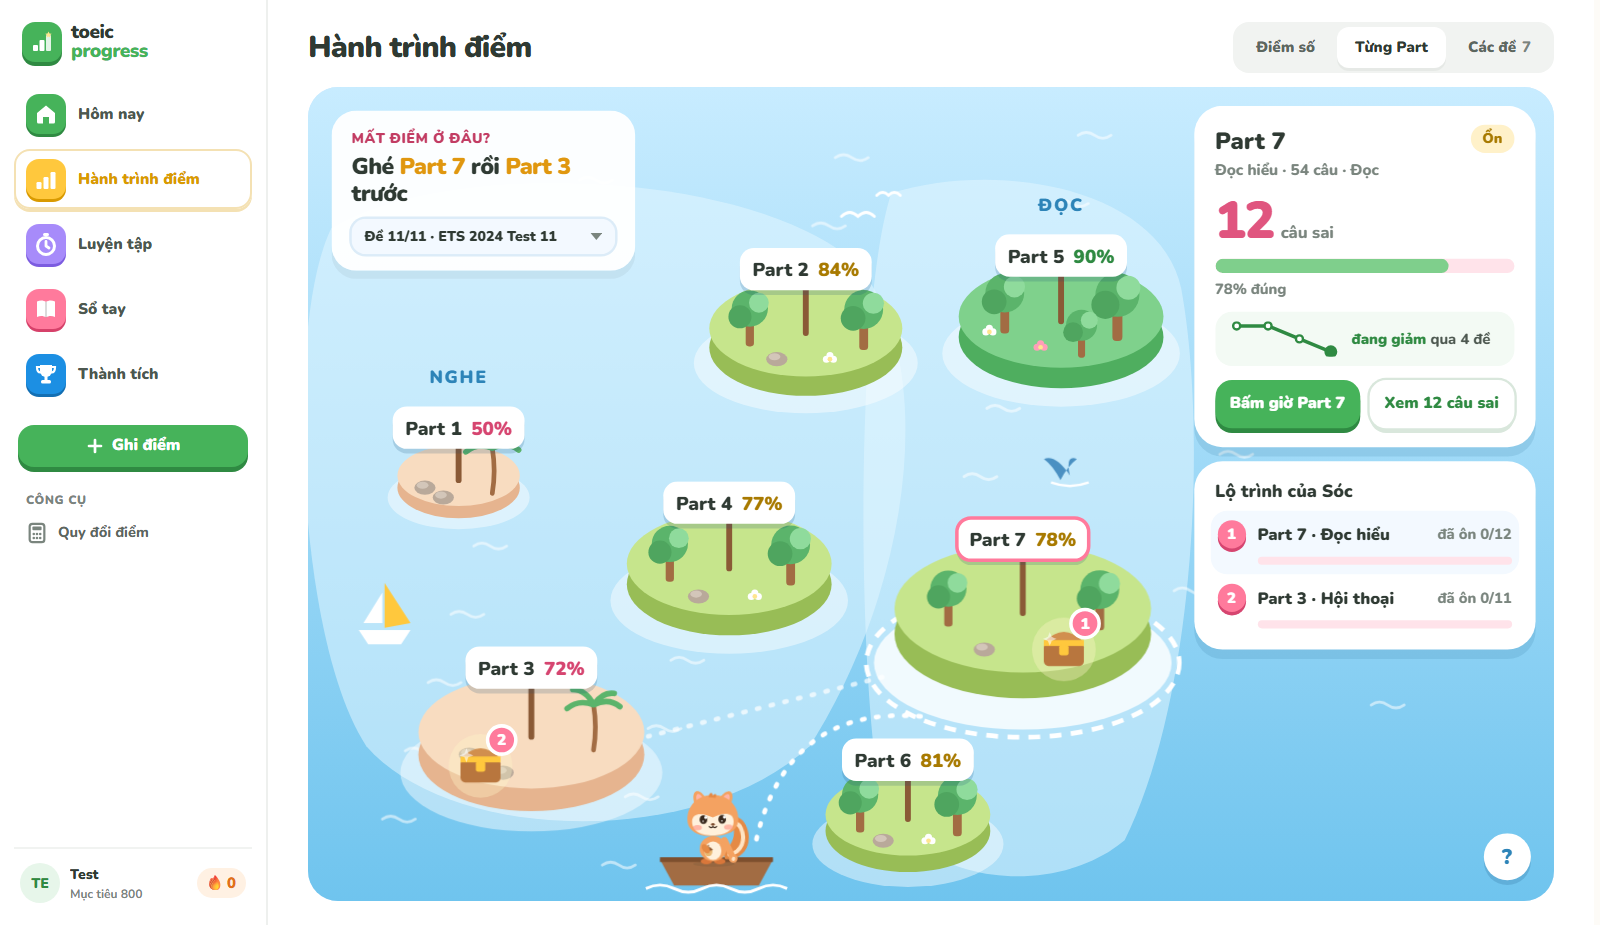 toeic
progress
Hôm nay
Hành trình điểm
Luyện tập
Sổ tay
Thành tích
+ Ghi điểm
CÔNG CỤ
Quy đổi điểm
TE
Test
Mục tiêu 800
0
Hành trình điểm
Điểm số
Từng Part
Các đề 7
MẤT ĐIỂM Ở ĐÂU?
Ghé Part 7 rồi Part 3
trước
Đề 11/11 · ETS 2024 Test 11
NGHE
ĐỌC
Part 2 84%
Part 5 90%
Part 1 50%
Part 4 77%
Part 7 78%
1
Part 3 72%
2
Part 6 81%
Part 7
Ổn
Đọc hiểu · 54 câu · Đọc
12 câu sai
78% đúng
đang giảm qua 4 đề
Bấm giờ Part 7
Xem 12 câu sai
Lộ trình của Sóc
1 Part 7 · Đọc hiểu đã ôn 0/12
2 Part 3 · Hội thoại đã ôn 0/11
?